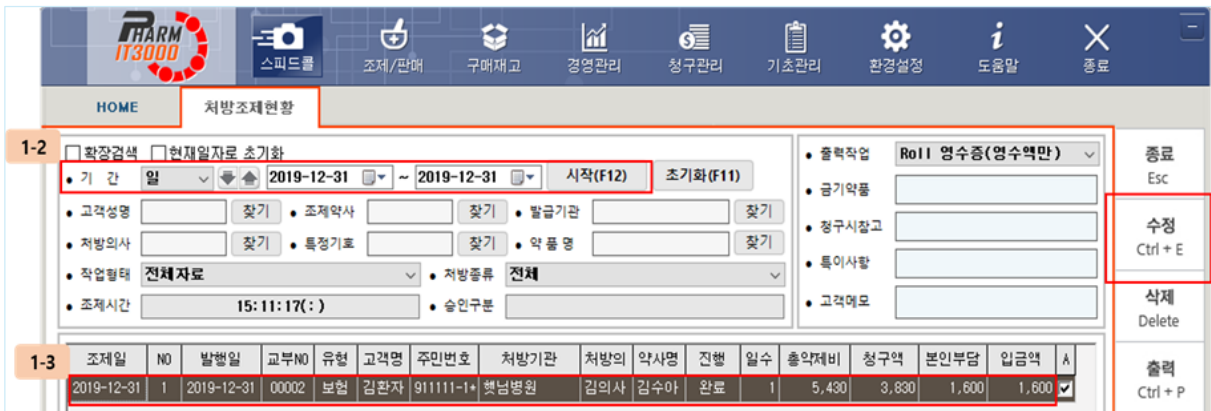 PHARM
IT3000
스피드콜 조제/판매 구매재고 경영관리 청구관리 기초관리 환경설정 도움말 종료
HOME 처방조제현황
1-2
확장검색 현재일자로 초기화
기 간 일 2019-12-31 ~ 2019-12-31 시작(F12) 초기화(F11)
고객성명 찾기 조제약사 찾기 발급기관 찾기
처방의사 찾기 특정기호 찾기 약 품 명 찾기
작업형태 전체자료 처방종류 전체
조제시간 15:11:17( : ) 승인구분
출력작업 Roll 영수증(영수액만)
금기약품
청구시참고
특이사항
고객메모
종료
Esc
수정
Ctrl + E
삭제
Delete
출력
Ctrl + P
1-3
조제일 NO 발행일 교부NO 유형 고객명 주민번호 처방기관 처방의 약사명 진행 일수 총약제비 청구액 본인부담 입금액 A
2019-12-31 1 2019-12-31 00002 보험 김환자 911111-1* 햇님병원 김의사 김수아 완료 1 5,430 3,830 1,600 1,600